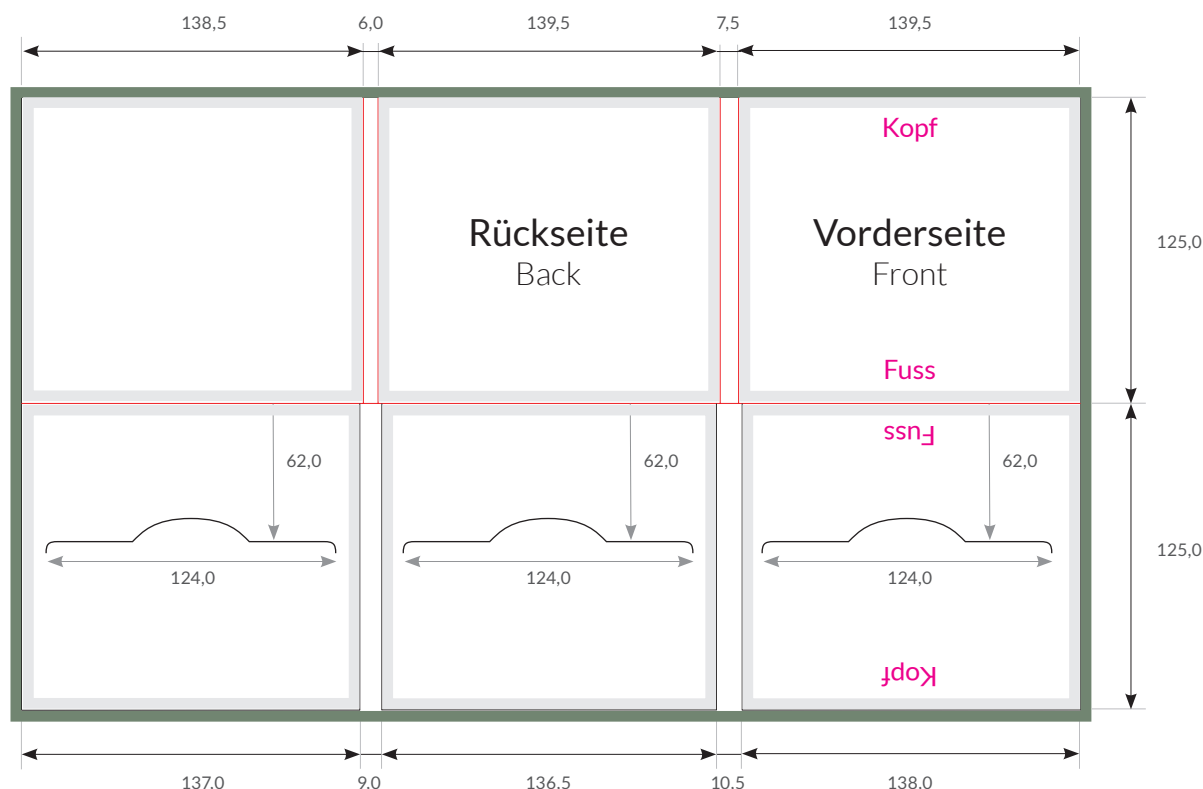 138,5 6,0 139,5 7,5 139,5
Kopf
Rückseite
Back
Vorderseite
Front
125,0
Fuss
Fuss
62,0 62,0 62,0
125,0
124,0 124,0 124,0
Kopf
137.0 9.0 136.5 10.5 138.0